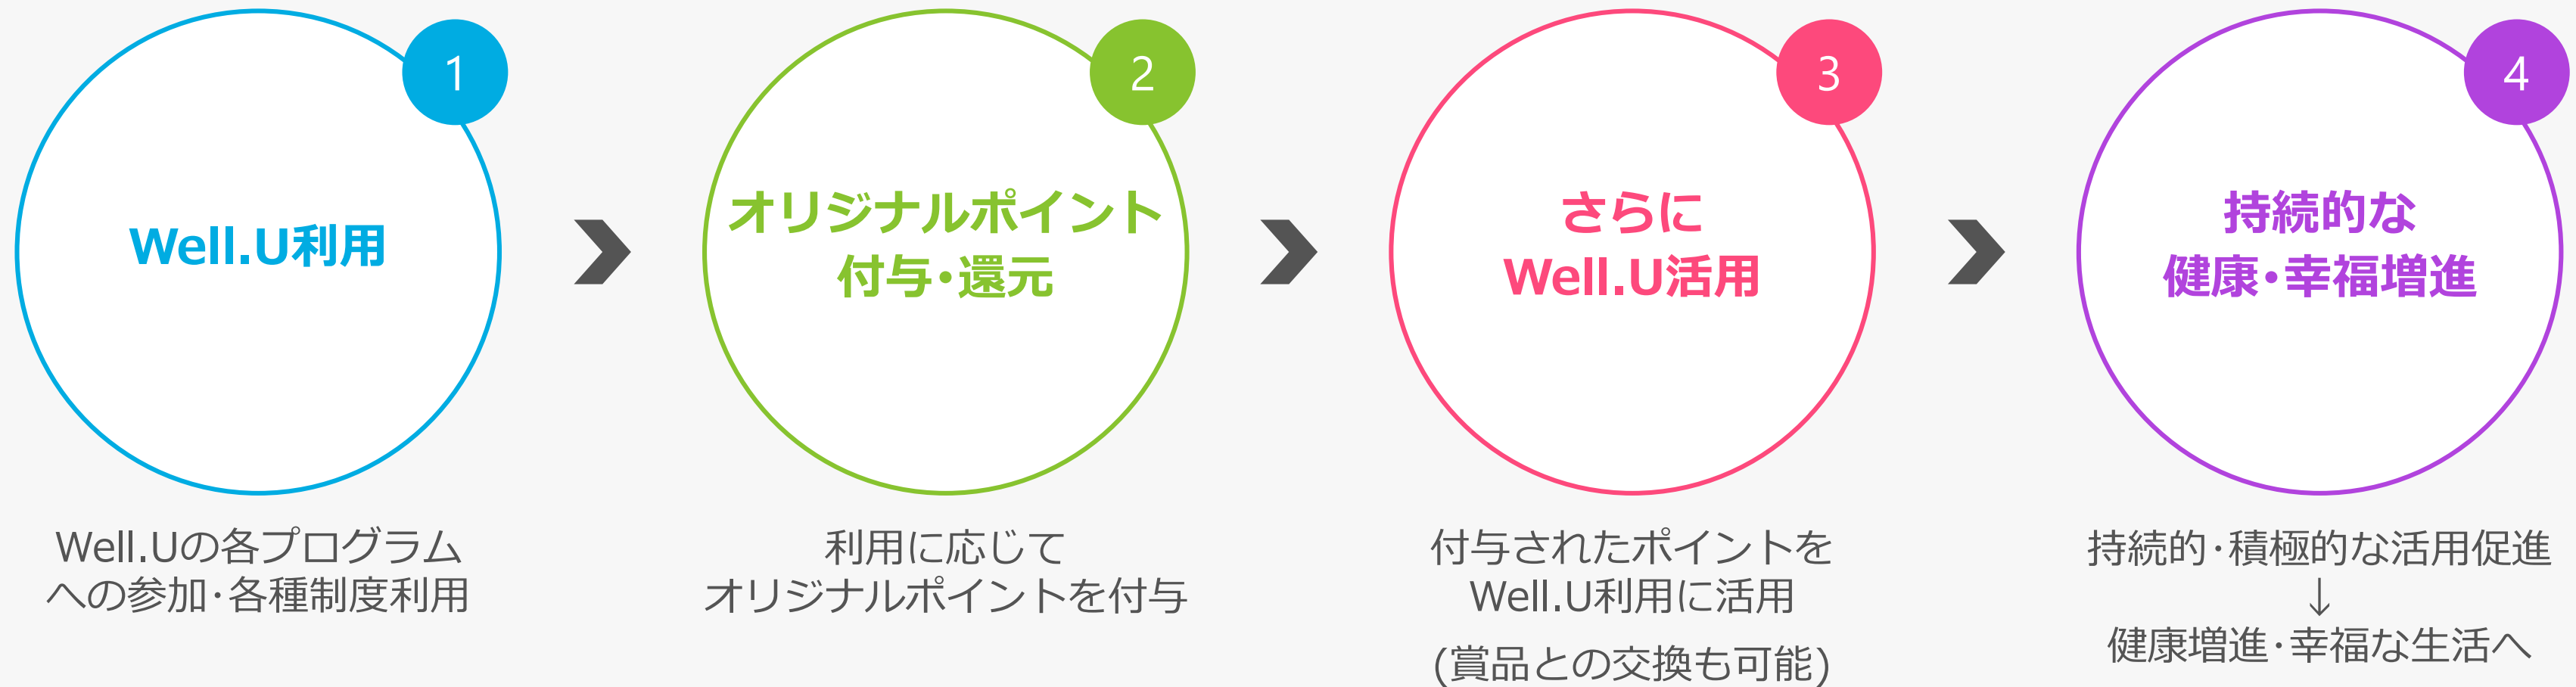 1
Well.U利用
Well.Uの各プログラム
への参加･各種制度利用
2
オリジナルポイント
付与･還元
利用に応じて
オリジナルポイントを付与
3
さらに
Well.U活用
付与されたポイントを
Well.U利用に活用
(賞品との交換も可能)
4
持続的な
健康･幸福増進
持続的･積極的な活用促進
↓
健康増進･幸福な生活へ